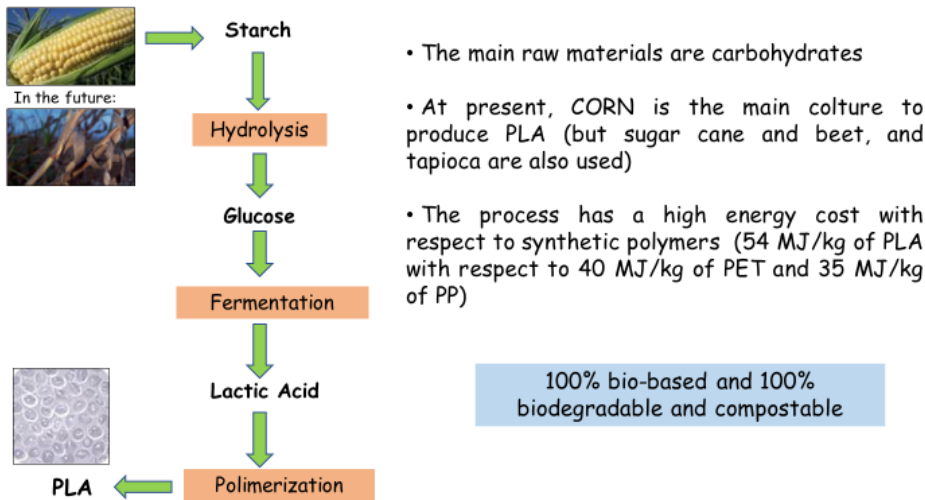 Starch
In the future:
Hydrolysis
Glucose
Fermentation
Lactic Acid
Polimerization
PLA
• The main raw materials are carbohydrates
• At present, CORN is the main colture to
produce PLA (but sugar cane and beet, and
tapioca are also used)
• The process has a high energy cost with
respect to synthetic polymers (54 MJ/kg of PLA
with respect to 40 MJ/kg of PET and 35 MJ/kg
of PP)
100% bio-based and 100%
biodegradable and compostable